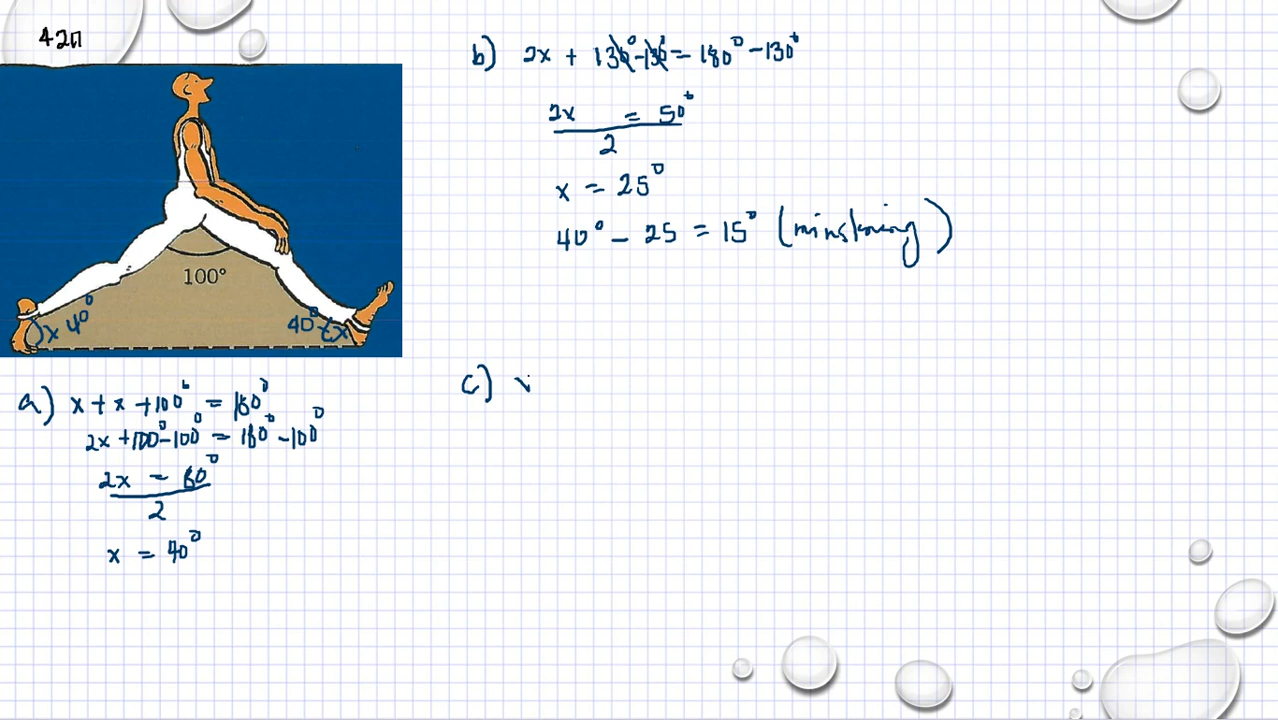 42П
100°
x 40°
40° x
a) x + x + 100° = 180°
2x + 100° - 100° = 180° - 100°
2x = 80°
2
x = 40°
b) 2x + 130° - 130° = 180° - 130°
2x = 50°
2
x = 25°
40° - 25 = 15° (minskning)
c)